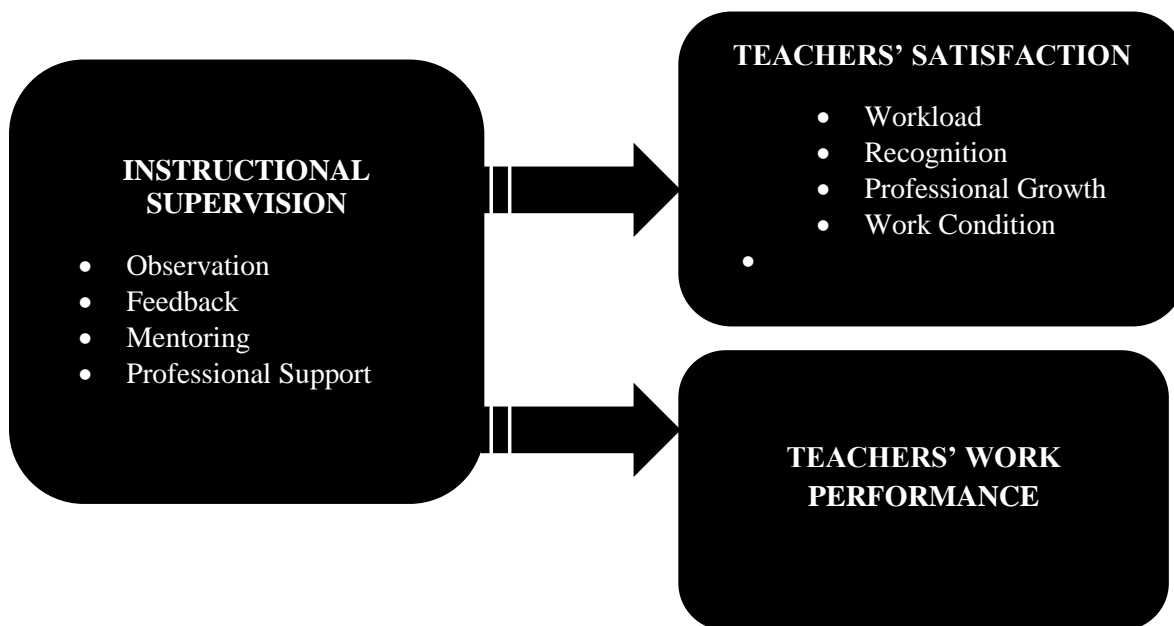 INSTRUCTIONAL
SUPERVISION
• Observation
• Feedback
• Mentoring
• Professional Support
TEACHERS’ SATISFACTION
• Workload
• Recognition
• Professional Growth
• Work Condition
•
TEACHERS’ WORK
PERFORMANCE